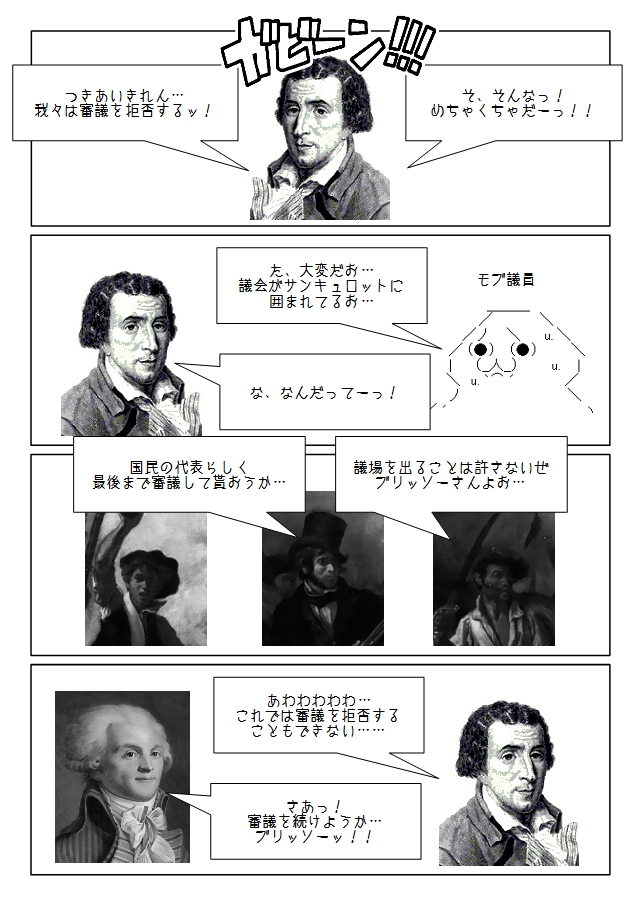 ガビーン!!!
そ、そんなっ！
めちゃくちゃだーっ！！
つきあいきれん…
我々は審議を拒否するッ！
た、大変だお…
議会がサンキュロットに
囲まれてるお…
モブ議員
u.
u.
u.
な、なんだってーっ！
議場を出ることは許さないぜ
ブリッソーさんよお…
国民の代表らしく
最後まで審議して貰おうか…
あわわわわわ…
これでは審議を拒否する
こともできない……
さあっ！
審議を続けようか…
ブリッソーッ！！